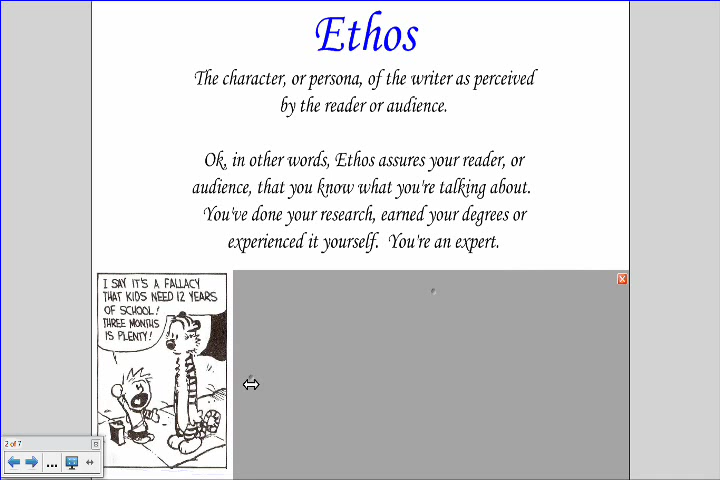 Ethos
The character, or persona, of the writer as perceived
by the reader or audience.
Ok, in other words, Ethos assures your reader, or
audience, that you know what you're talking about.
You've done your research, earned your degrees or
experienced it yourself. You're an expert.
I SAY IT'S A FALLACY
THAT KIDS NEED 12 YEARS
OF SCHOOL!
THREE MONTHS
IS PLENTY!
2 of 7